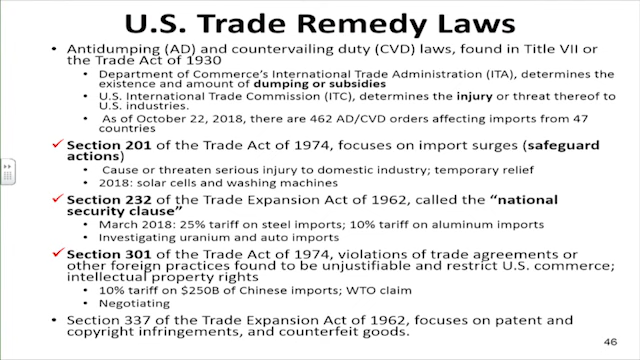 U.S. Trade Remedy Laws
• Antidumping (AD) and countervailing duty (CVD) laws, found in Title VII or
the Trade Act of 1930
• Department of Commerce's International Trade Administration (ITA), determines the
existence and amount of dumping or subsidies
• U.S. International Trade Commission (ITC), determines the injury or threat thereof to
U.S. industries.
• As of October 22, 2018, there are 462 AD/CVD orders affecting imports from 47
countries
✓ Section 201 of the Trade Act of 1974, focuses on import surges (safeguard
actions)
• Cause or threaten serious injury to domestic industry; temporary relief
• 2018: solar cells and washing machines
✓ Section 232 of the Trade Expansion Act of 1962, called the "national
security clause"
• March 2018: 25% tariff on steel imports; 10% tariff on aluminum imports
• Investigating uranium and auto imports
✓ Section 301 of the Trade Act of 1974, violations of trade agreements or
other foreign practices found to be unjustifiable and restrict U.S. commerce;
intellectual property rights
• 10% tariff on $250B of Chinese imports; WTO claim
• Negotiating
• Section 337 of the Trade Expansion Act of 1962, focuses on patent and
copyright infringements, and counterfeit goods.
46